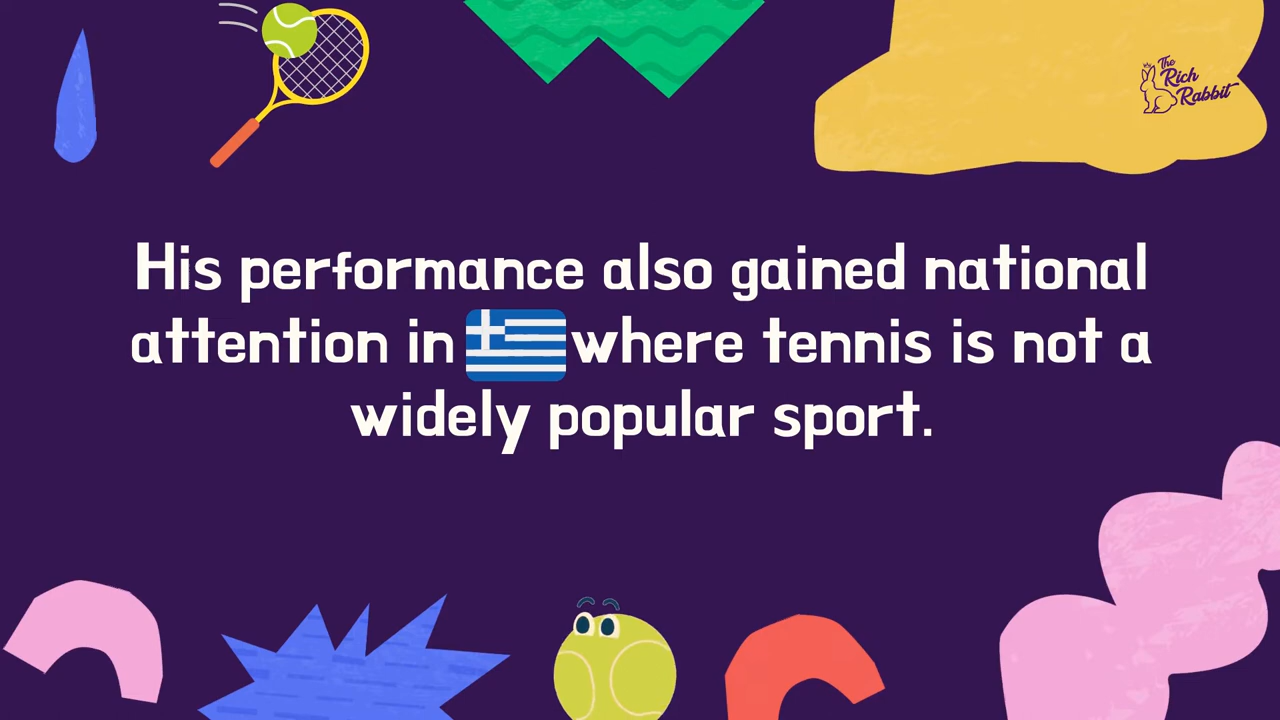 The
Rich
Rabbit
His performance also gained national
attention in where tennis is not a
widely popular sport.